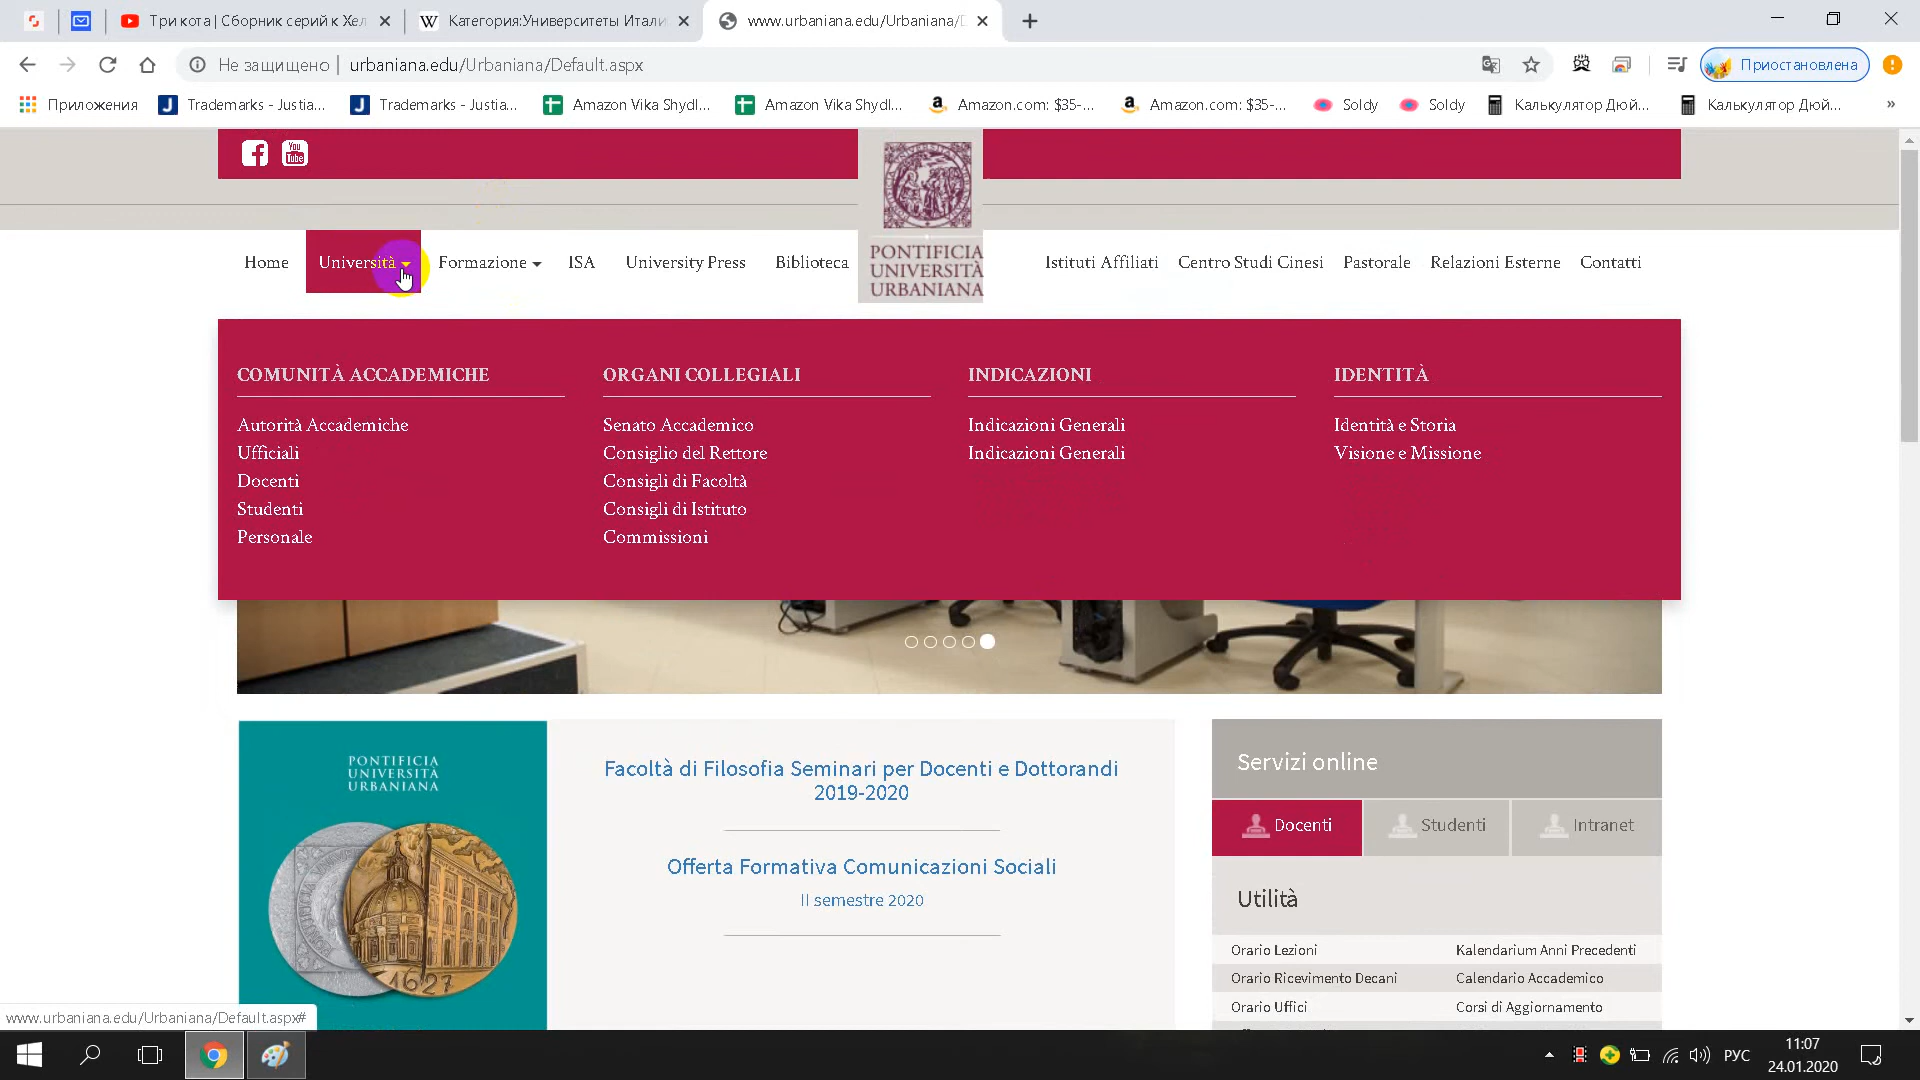 Три кота | Сборник серий к Хел
Категория:Университеты Итали
www.urbaniana.edu/Urbaniana/D
Не защищено | urbaniana.edu/Urbaniana/Default.aspx
Приостановлена
Приложения
Trademarks - Justia...
Trademarks - Justia...
Amazon Vika Shydl...
Amazon Vika Shydl...
Amazon.com: $35-...
Amazon.com: $35-...
Soldy
Soldy
Калькулятор Дюй...
Калькулятор Дюй...
»
You Tube
Home
Università
Formazione
ISA
University Press
Biblioteca
PONTIFICIA
UNIVERSITÀ
URBANIANA
Istituti Affiliati
Centro Studi Cinesi
Pastorale
Relazioni Esterne
Contatti
COMUNITÀ ACCADEMICHE
Autorità Accademiche
Ufficiali
Docenti
Studenti
Personale
ORGANI COLLEGIALI
Senato Accademico
Consiglio del Rettore
Consigli di Facoltà
Consigli di Istituto
Commissioni
INDICAZIONI
Indicazioni Generali
Indicazioni Generali
IDENTITÀ
Identità e Storia
Visione e Missione
PONTIFICIA
UNIVERSITÀ
URBANIANA
1627
Facoltà di Filosofia Seminari per Docenti e Dottorandi
2019-2020
Offerta Formativa Comunicazioni Sociali
II semestre 2020
Servizi online
Docenti
Studenti
Intranet
Utilità
Orario Lezioni
Kalendarium Anni Precedenti
Orario Ricevimento Decani
Calendario Accademico
Orario Uffici
Corsi di Aggiornamento
www.urbaniana.edu/Urbaniana/Default.aspx#
РУС
11:07
24.01.2020